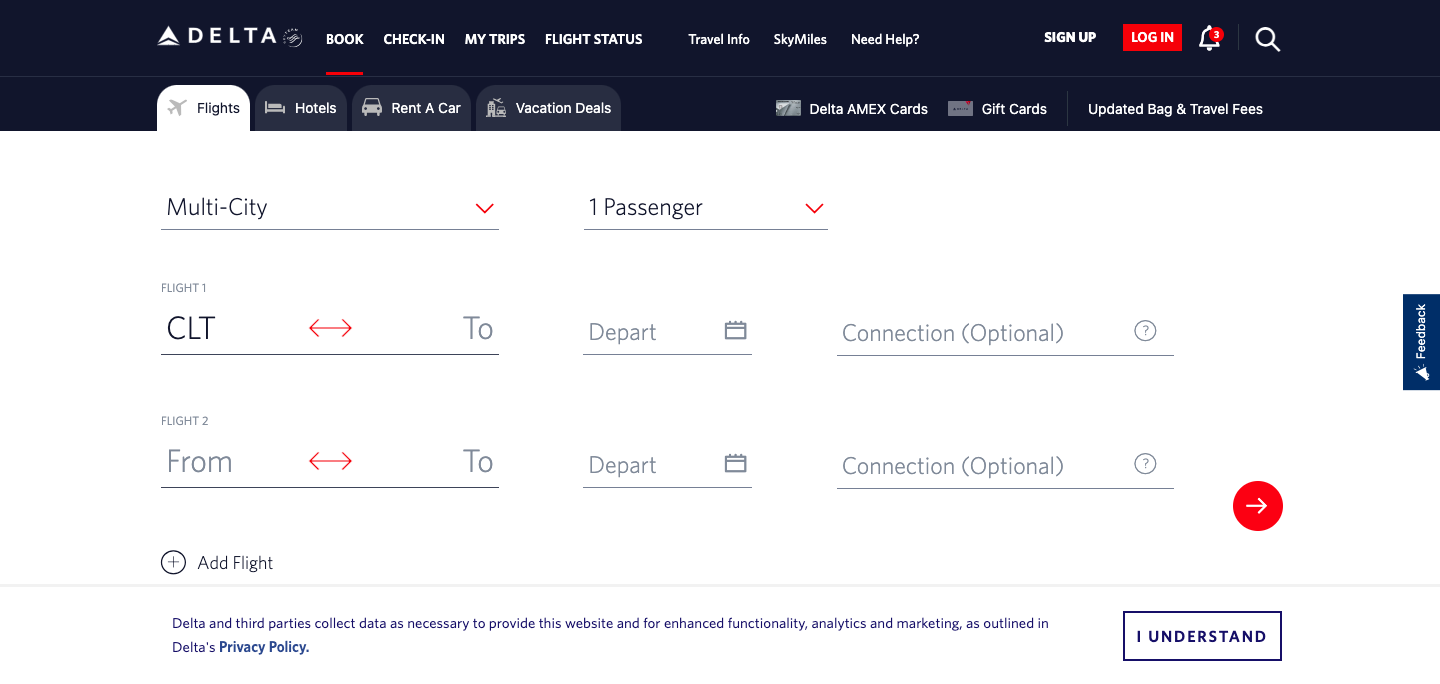 DELTA
BOOK
CHECK-IN
MY TRIPS
FLIGHT STATUS
Travel Info
SkyMiles
Need Help?
SIGN UP
LOG IN
3
Flights
Hotels
Rent A Car
Vacation Deals
Delta AMEX Cards
Gift Cards
Updated Bag & Travel Fees
Multi-City
1 Passenger
FLIGHT 1
CLT
To
Depart
Connection (Optional)
?
Feedback
FLIGHT 2
From
To
Depart
Connection (Optional)
?
Add Flight
Delta and third parties collect data as necessary to provide this website and for enhanced functionality, analytics and marketing, as outlined in
Delta's Privacy Policy.
I UNDERSTAND